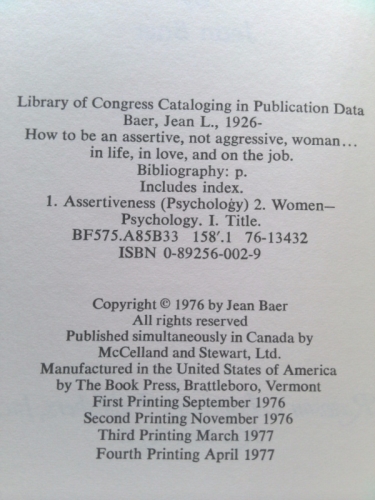 Library of Congress Cataloging in Publication Data
Baer, Jean L., 1926-
How to be an assertive, not aggressive, woman...
in life, in love, and on the job.
Bibliography: p.
Includes index.
1. Assertiveness (Psychology) 2. Women—
Psychology. I. Title.
BF575.A85B33 158'.1 76-13432
ISBN 0-89256-002-9
Copyright © 1976 by Jean Baer
All rights reserved
Published simultaneously in Canada by
McCelland and Stewart, Ltd.
Manufactured in the United States of America
by The Book Press, Brattleboro, Vermont
First Printing September 1976
Second Printing November 1976
Third Printing March 1977
Fourth Printing April 1977